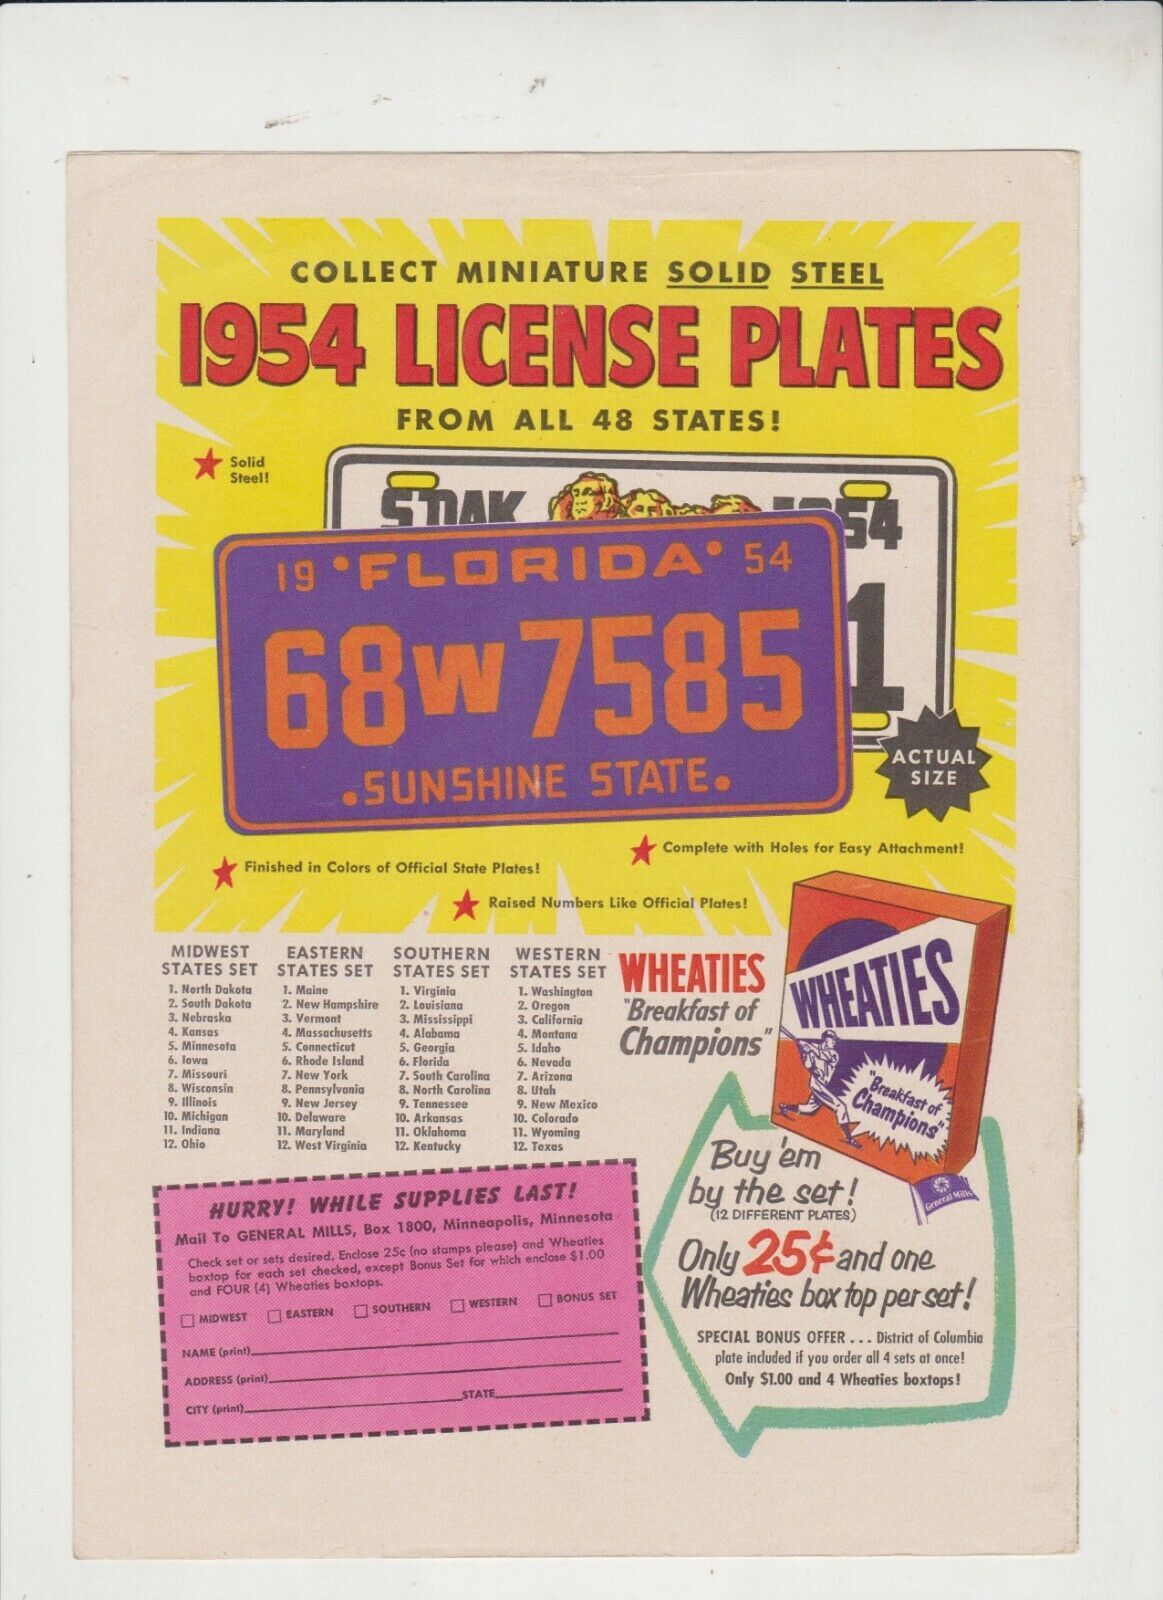 COLLECT MINIATURE SOLID STEEL
1954 LICENSE PLATES
FROM ALL 48 STATES!
Solid
Steel!
S DAK 1954
1
19 FLORIDA 54
68W7585
SUNSHINE STATE
ACTUAL
SIZE
Complete with Holes for Easy Attachment!
Finished in Colors of Official State Plates!
Raised Numbers Like Official Plates!
MIDWEST
STATES SET
1. North Dakota
2. South Dakota
3. Nebraska
4. Kansas
5. Minnesota
6. Iowa
7. Missouri
8. Wisconsin
9. Illinois
10. Michigan
11. Indiana
12. Ohio
EASTERN
STATES SET
1. Maine
2. New Hampshire
3. Vermont
4. Massachusetts
5. Connecticut
6. Rhode Island
7. New York
8. Pennsylvania
9. New Jersey
10. Delaware
11. Maryland
12. West Virginia
SOUTHERN
STATES SET
1. Virginia
2. Louisiana
3. Mississippi
4. Alabama
5. Georgia
6. Florida
7. South Carolina
8. North Carolina
9. Tennessee
10. Arkansas
11. Oklahoma
12. Kentucky
WESTERN
STATES SET
1. Washington
2. Oregon
3. California
4. Montana
5. Idaho
6. Nevada
7. Arizona
8. Utah
9. New Mexico
10. Colorado
11. Wyoming
12. Texas
WHEATIES
"Breakfast of
Champions"
WHEATIES
"Breakfast of
Champions"
General Mills
Buy 'em
by the set!
(12 DIFFERENT PLATES)
Only 25¢ and one
Wheaties box top per set!
SPECIAL BONUS OFFER ... District of Columbia
plate included if you order all 4 sets at once!
Only $1.00 and 4 Wheaties boxtops!
HURRY! WHILE SUPPLIES LAST!
Mail To GENERAL MILLS, Box 1800, Minneapolis, Minnesota
Check set or sets desired. Enclose 25c (no stamps please) and Wheaties
boxtop for each set checked, except Bonus Set for which enclose $1.00
and FOUR (4) Wheaties boxtops.
MIDWEST EASTERN SOUTHERN WESTERN BONUS SET
NAME (print)
ADDRESS (print)
CITY (print) STATE